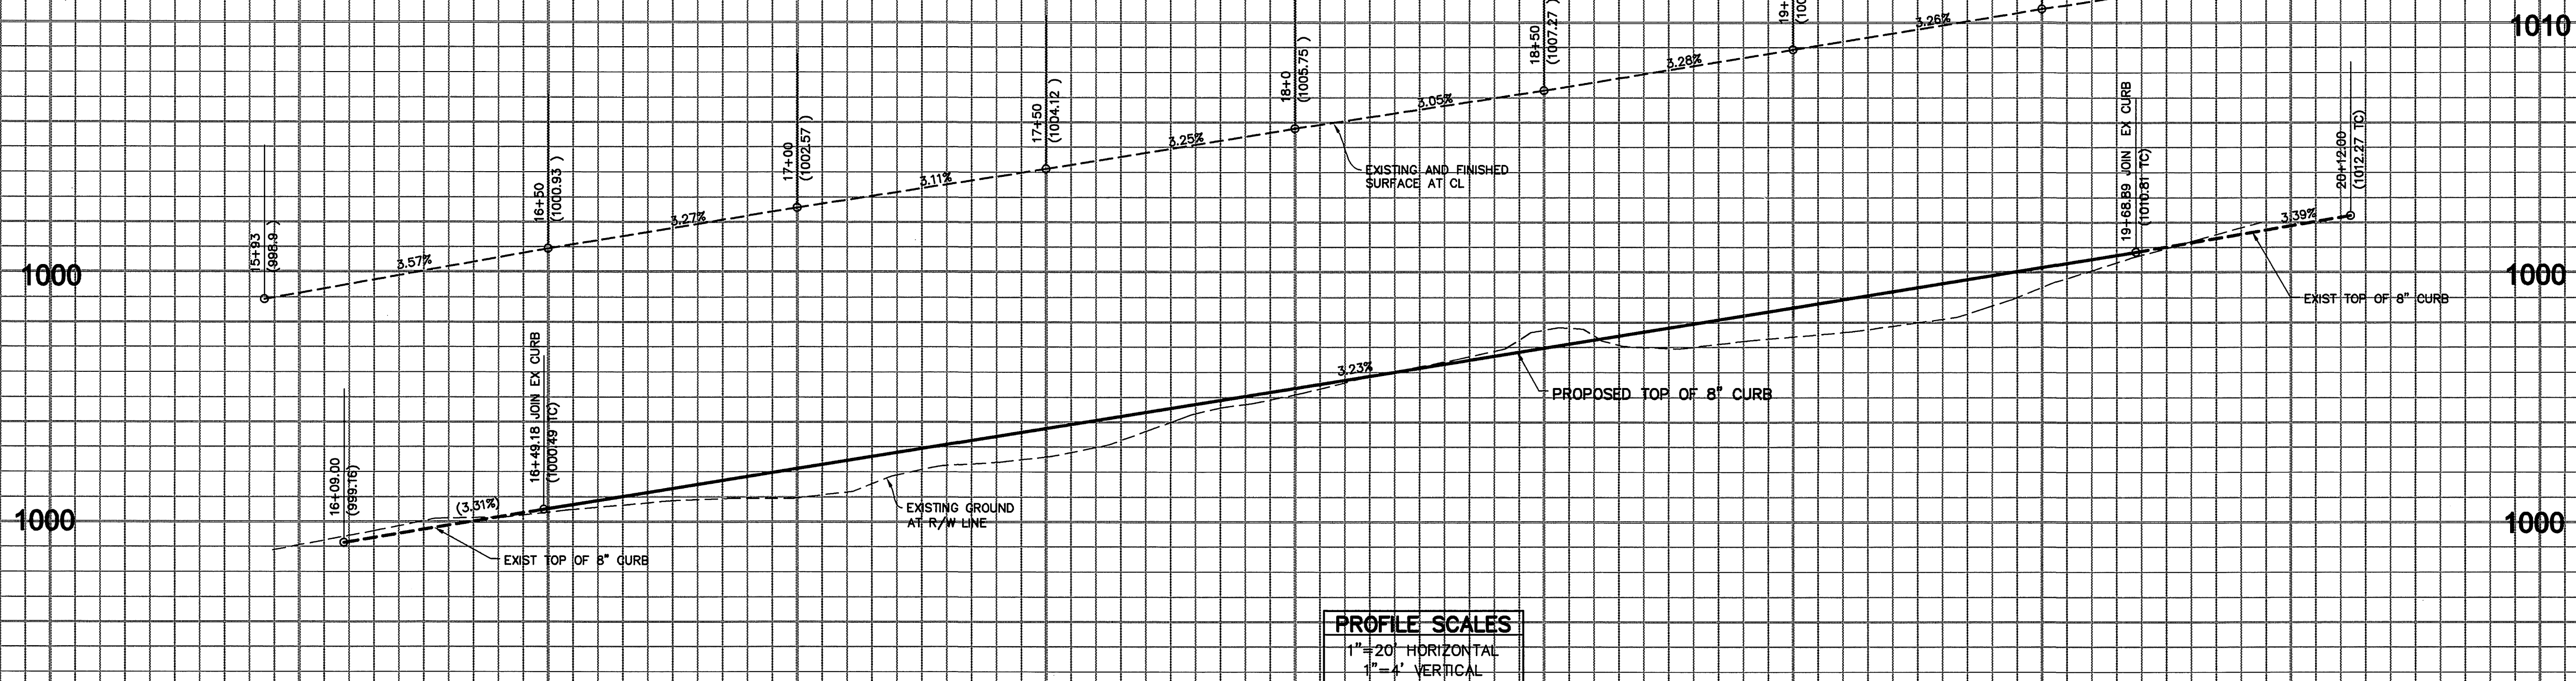 1010
3.26%
19+
(100
18+50
(1007.27 )
3.28%
18+0
(1005.75 )
3.05%
17+50
(1004.12 )
3.25%
17+00
(1002.57 )
3.11%
16+50
(1000.93 )
3.27%
15+93
(998.9 )
3.57%
EXISTING AND FINISHED
SURFACE AT CL
19+68.89 JOIN EX CURB
(1010.81 TC)
20+12.00
(1012.27 TC)
3.39%
1000
1000
EXIST TOP OF 8" CURB
16+49.18 JOIN EX CURB
(1000.49 TC)
3.23%
PROPOSED TOP OF 8" CURB
16+09.00
(999.16)
(3.31%)
EXISTING GROUND
AT R/W LINE
1000
1000
EXIST TOP OF 8" CURB
PROFILE SCALES
1"=20' HORIZONTAL
1"=4' VERTICAL